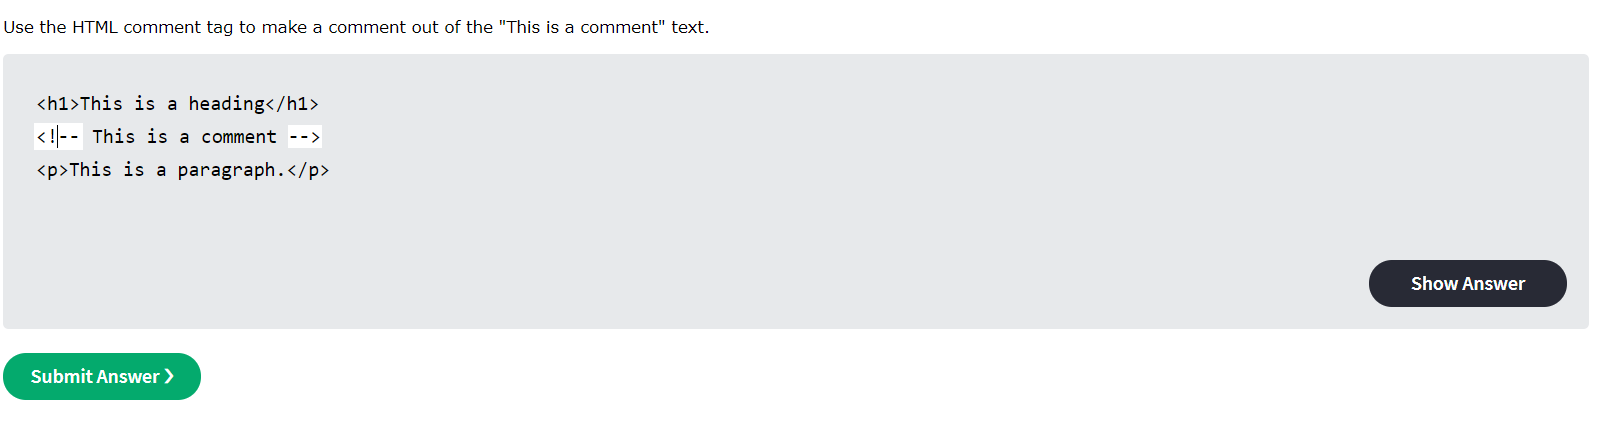 Use the HTML comment tag to make a comment out of the "This is a comment" text.
<h1>This is a heading</h1>
<!-- This is a comment -->
<p>This is a paragraph.</p>
Show Answer
Submit Answer ❯